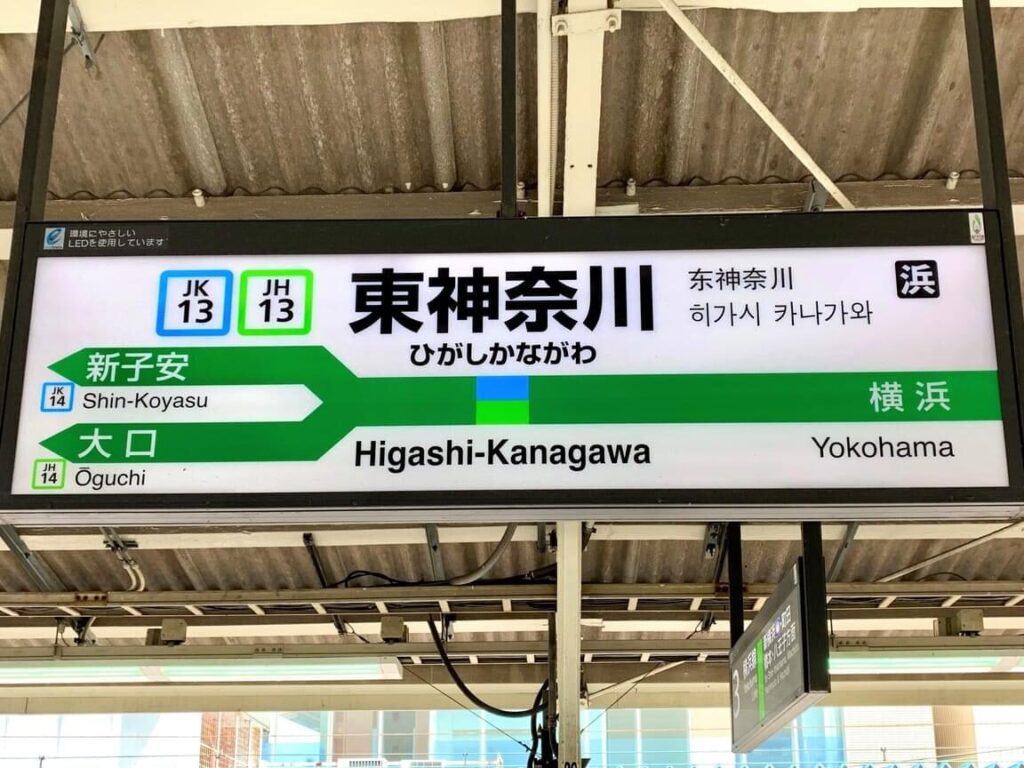 環境にやさしい
LEDを使用しています
JK
13
JH
13
東神奈川
ひがしかながわ
东神奈川
히가시 카나가와
浜
新子安
JK
14
Shin-Koyasu
大口
JH
14
Ōguchi
Higashi-Kanagawa
横浜
Yokohama
3
横浜線